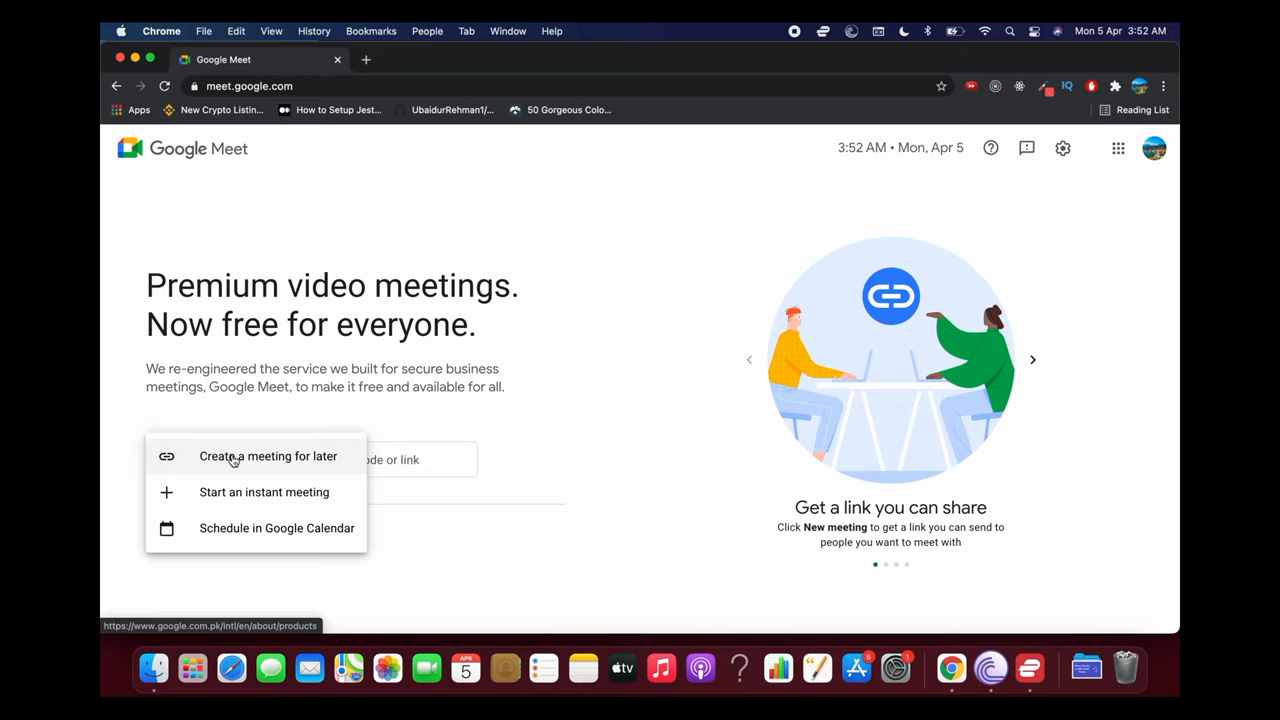 Chrome File Edit View History Bookmarks People Tab Window Help Mon 5 Apr 3:52 AM
Google Meet
meet.google.com
Apps New Crypto Listin... How to Setup Jest... UbaidurRehman1/... 50 Gorgeous Colo... Reading List
Google Meet 3:52 AM • Mon, Apr 5
Premium video meetings.
Now free for everyone.
We re-engineered the service we built for secure business
meetings, Google Meet, to make it free and available for all.
Create a meeting for later
ode or link
Start an instant meeting
Schedule in Google Calendar
Get a link you can share
Click New meeting to get a link you can send to
people you want to meet with
https://www.google.com.pk/intl/en/about/products
APR
5
tv
6
1